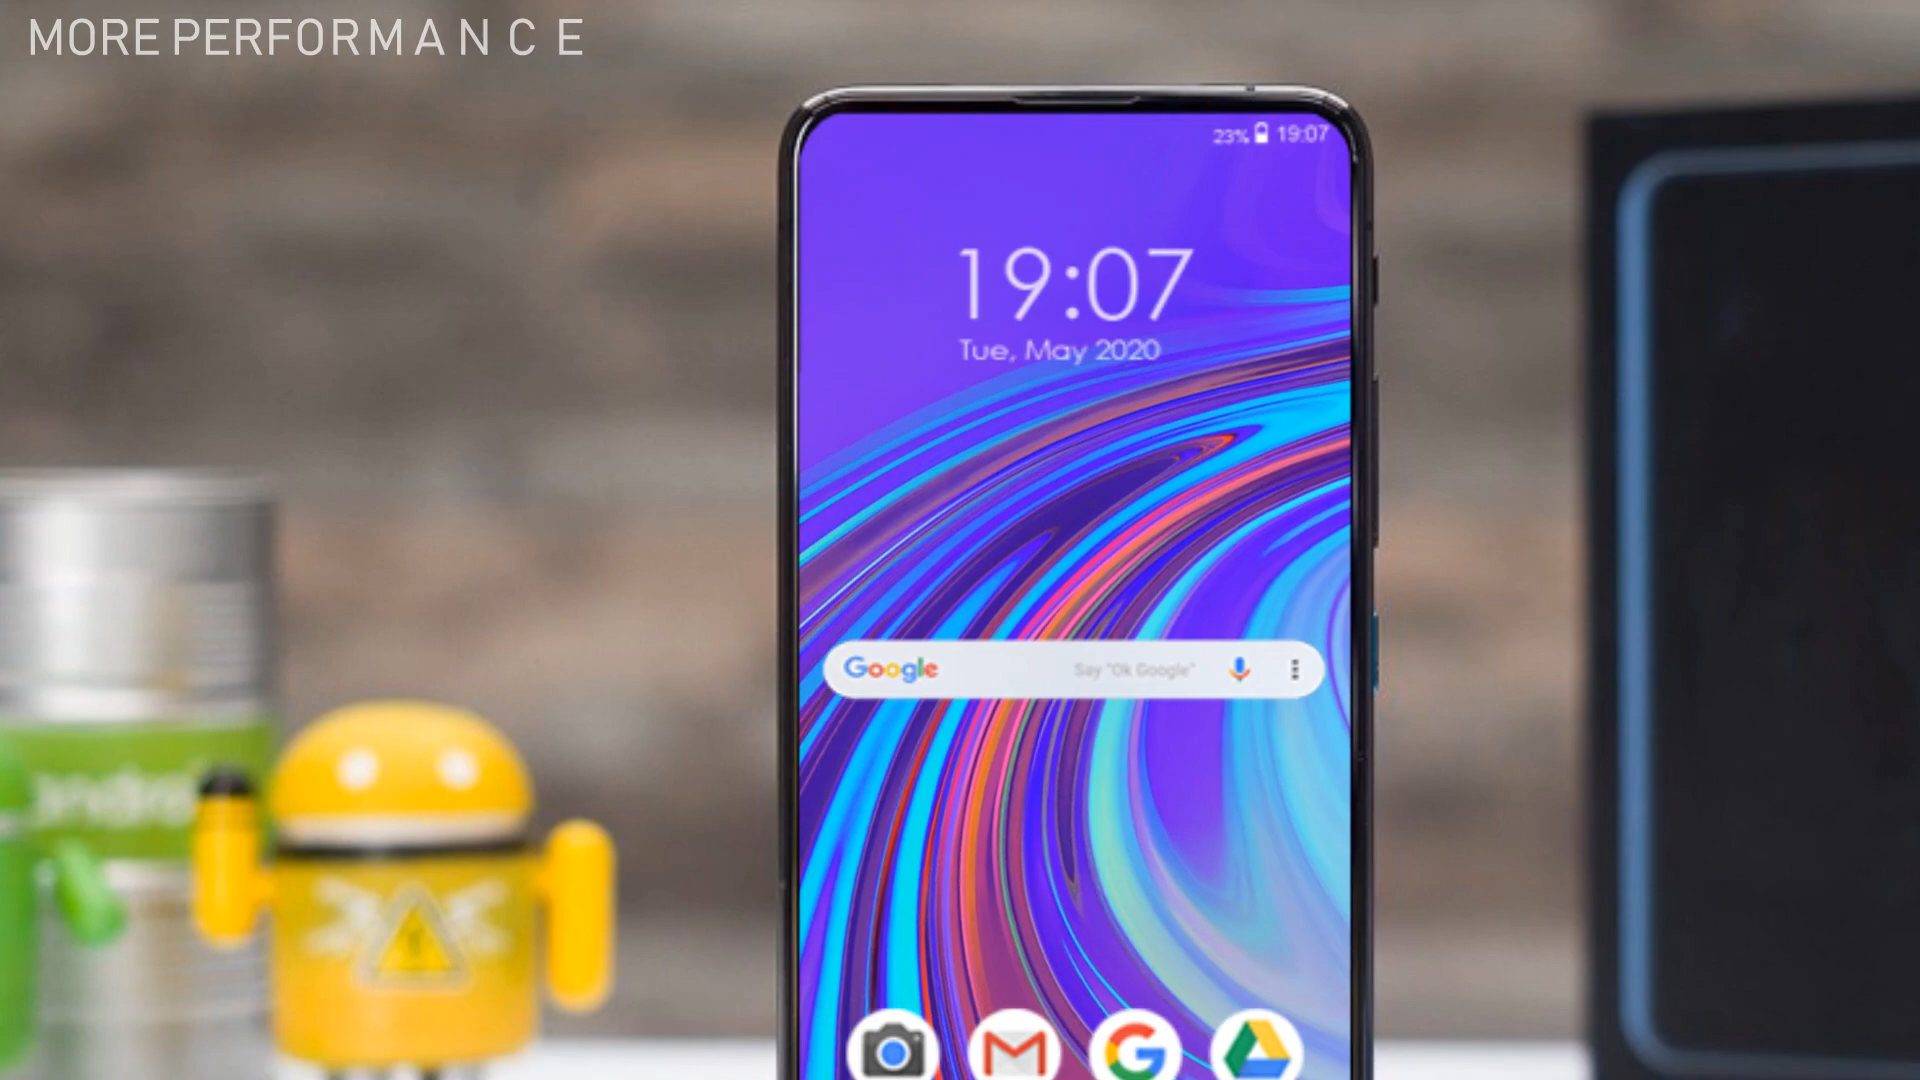 MORE PERFORMANCE
23% 19:07
19:07
Tue, May 2020
Google Say "Ok Google"